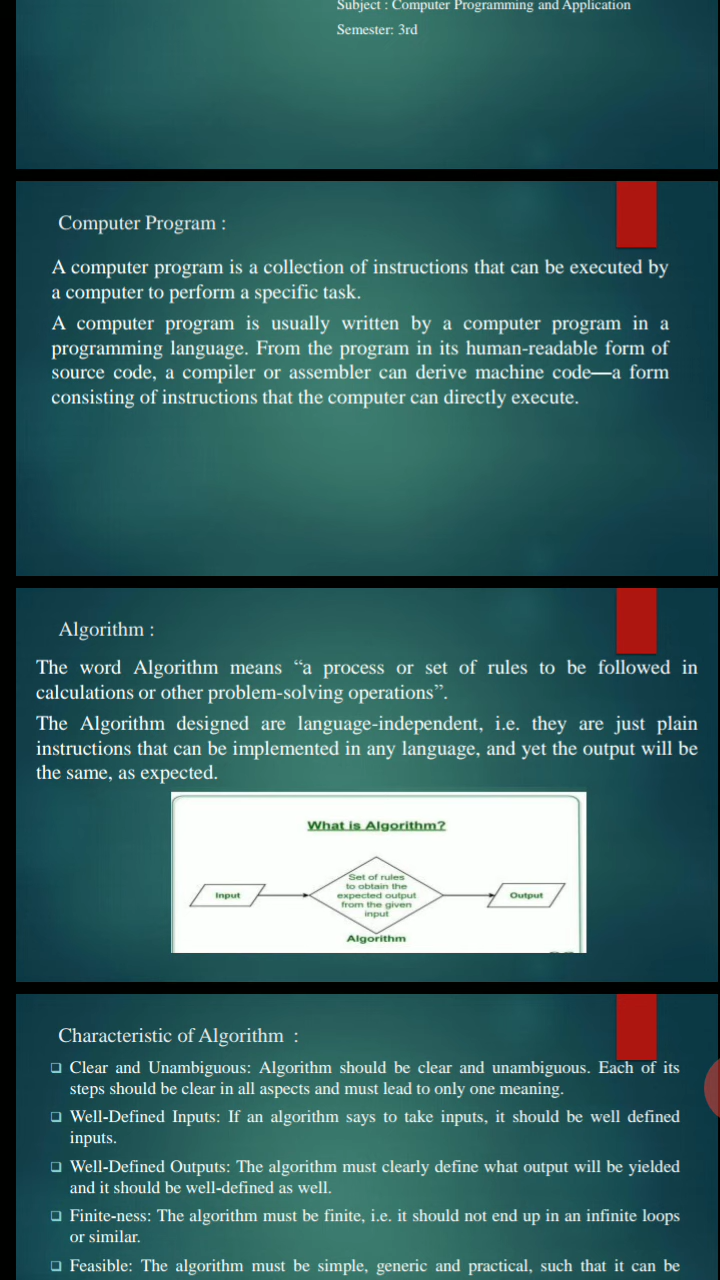 Subject : Computer Programming and Application
Semester: 3rd
Computer Program :
A computer program is a collection of instructions that can be executed by
a computer to perform a specific task.
A computer program is usually written by a computer program in a
programming language. From the program in its human-readable form of
source code, a compiler or assembler can derive machine code—a form
consisting of instructions that the computer can directly execute.
Algorithm :
The word Algorithm means “a process or set of rules to be followed in
calculations or other problem-solving operations”.
The Algorithm designed are language-independent, i.e. they are just plain
instructions that can be implemented in any language, and yet the output will be
the same, as expected.
What is Algorithm?
Input
Set of rules
to obtain the
expected output
from the given
input
Output
Algorithm
Characteristic of Algorithm :
❑ Clear and Unambiguous: Algorithm should be clear and unambiguous. Each of its
steps should be clear in all aspects and must lead to only one meaning.
❑ Well-Defined Inputs: If an algorithm says to take inputs, it should be well defined
inputs.
❑ Well-Defined Outputs: The algorithm must clearly define what output will be yielded
and it should be well-defined as well.
❑ Finite-ness: The algorithm must be finite, i.e. it should not end up in an infinite loops
or similar.
❑ Feasible: The algorithm must be simple, generic and practical, such that it can be